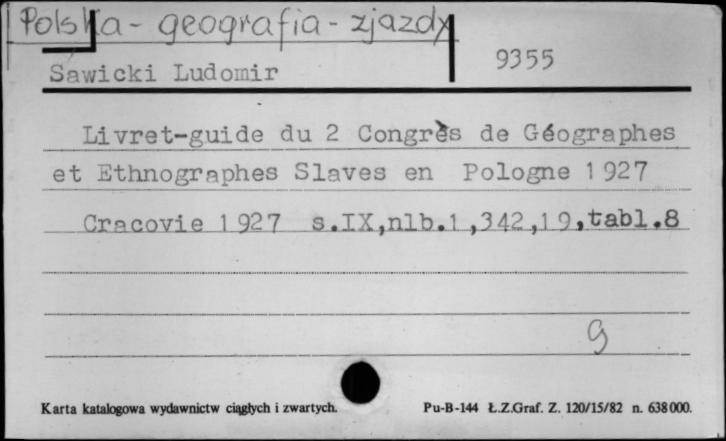 Polska - geografia - zjazdy
Sawicki Ludomir
9355
Livret-guide du 2 Congrès de Géographes
et Ethnographes Slaves en Pologne 1927
Cracovie 1927 s.IX,nlb.1,342,19,tabl.8
g
Karta katalogowa wydawnictw ciągłych i zwartych. Pu-B-144 Ł.Z.Graf. Z. 120/15/82 n. 638000.